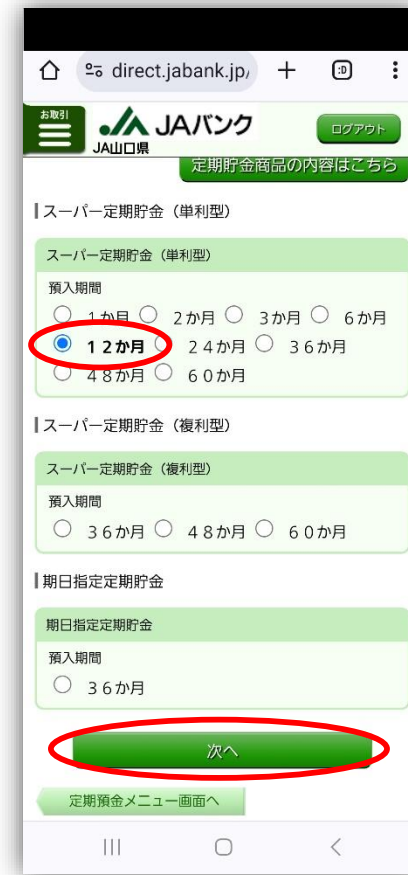 direct.jabank.jp/
お取引
JAバンク
JA山口県
ログアウト
定期貯金商品の内容はこちら
スーパー定期貯金（単利型）
スーパー定期貯金（単利型）
預入期間
１か月 ２か月 ３か月 ６か月
１２か月 ２４か月 ３６か月
４８か月 ６０か月
スーパー定期貯金（複利型）
スーパー定期貯金（複利型）
預入期間
３６か月 ４８か月 ６０か月
期日指定定期貯金
期日指定定期貯金
預入期間
３６か月
次へ
定期預金メニュー画面へ